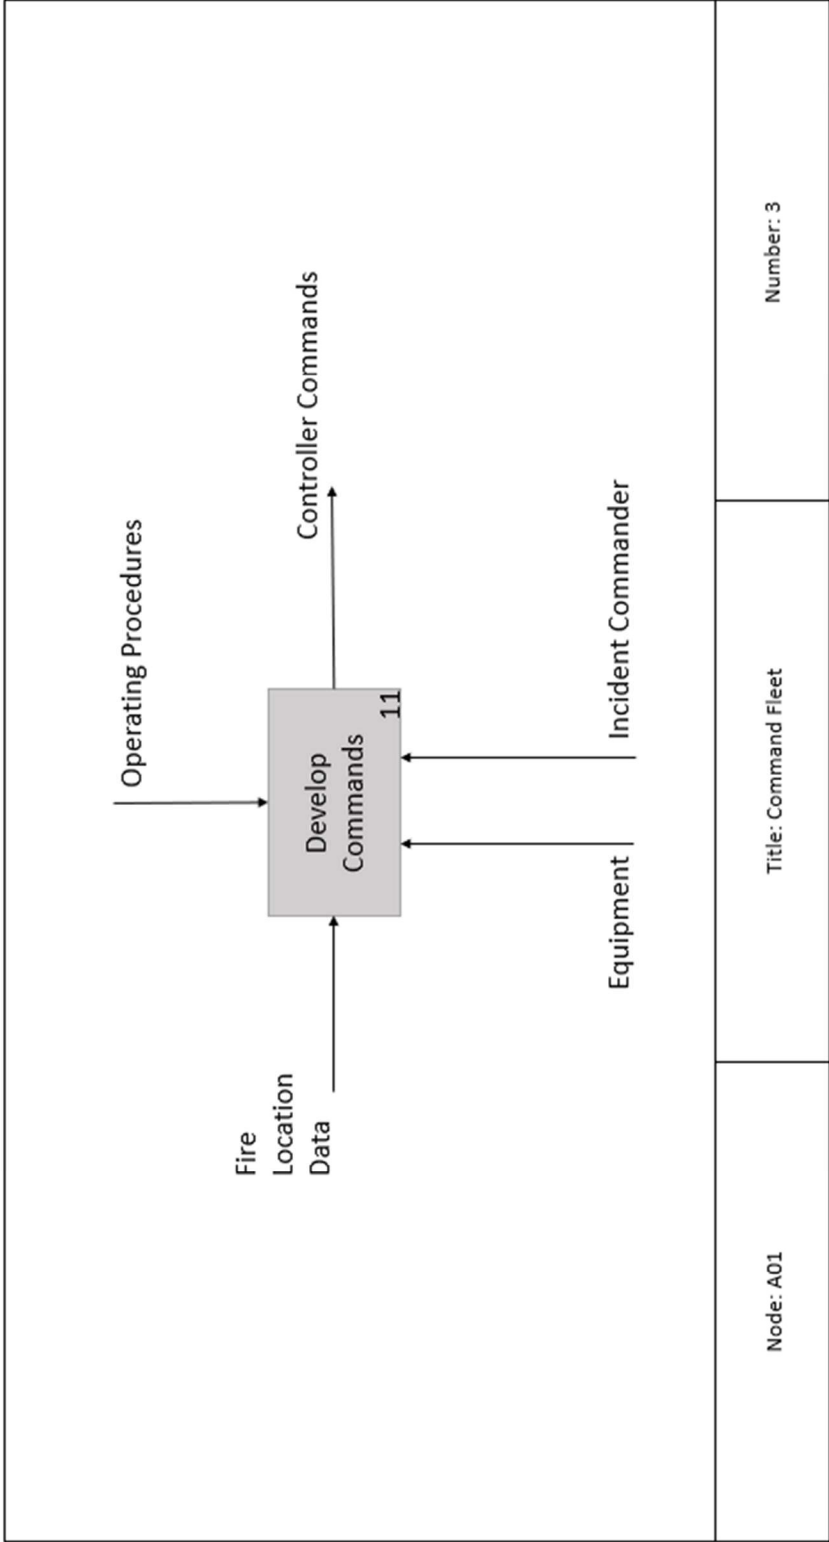 Operating Procedures
Fire
Location
Data
Develop
Commands
11
Controller Commands
Equipment
Incident Commander
Node: A01
Title: Command Fleet
Number: 3